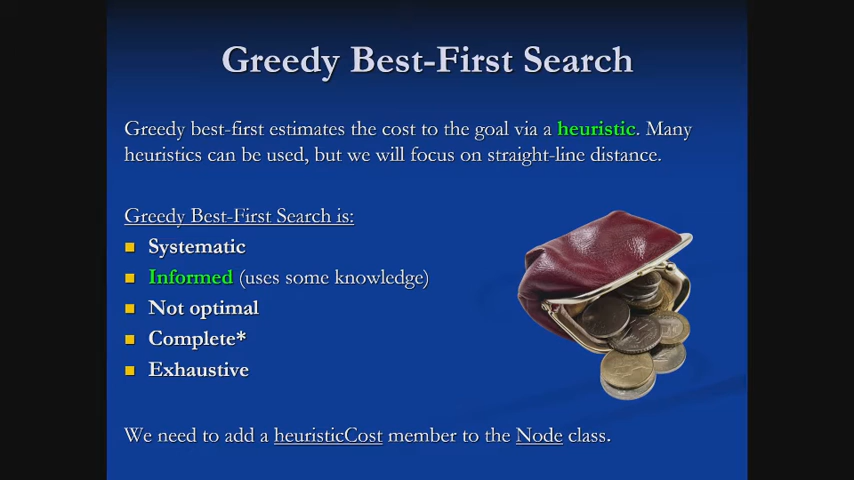 Greedy Best-First Search
Greedy best-first estimates the cost to the goal via a heuristic. Many
heuristics can be used, but we will focus on straight-line distance.
Greedy Best-First Search is:
Systematic
Informed (uses some knowledge)
Not optimal
Complete*
Exhaustive
We need to add a heuristicCost member to the Node class.